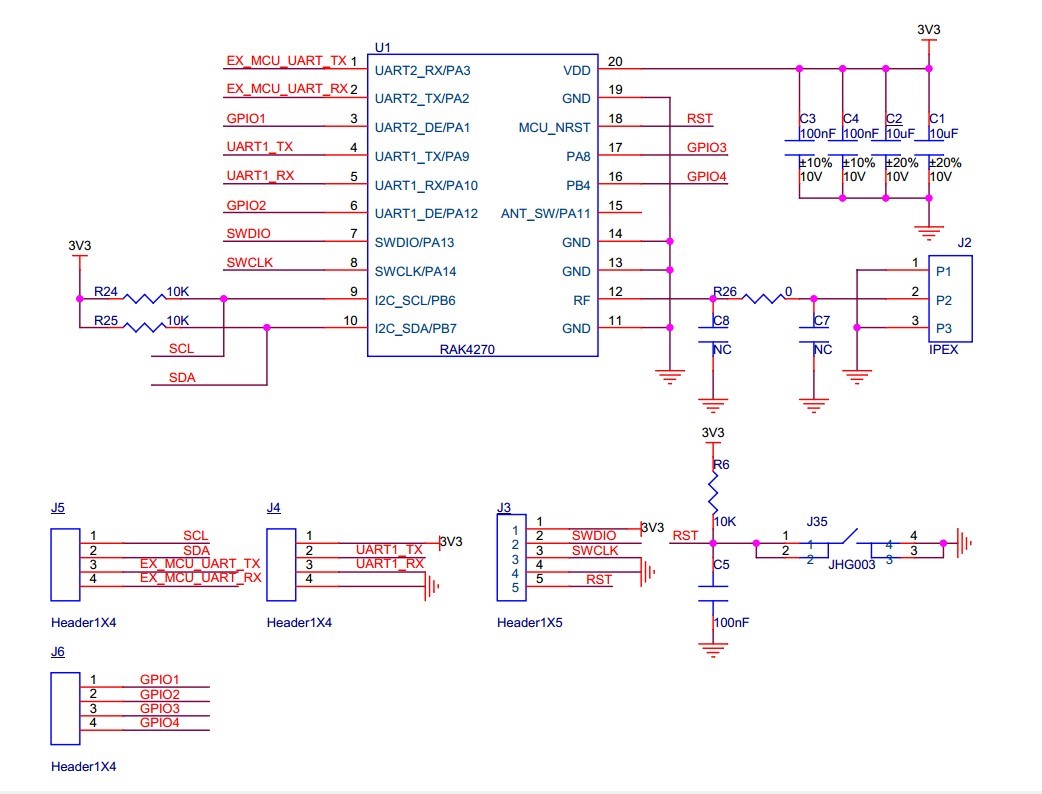 3V3
U1
EX_MCU_UART_TX 1 UART2_RX/PA3 VDD 20
EX_MCU_UART_RX 2 UART2_TX/PA2 GND 19
GPIO1 3 UART2_DE/PA1 MCU_NRST 18 RST
UART1_TX 4 UART1_TX/PA9 PA8 17 GPIO3
UART1_RX 5 UART1_RX/PA10 PB4 16 GPIO4
GPIO2 6 UART1_DE/PA12 ANT_SW/PA11 15
SWDIO 7 SWDIO/PA13 GND 14
SWCLK 8 SWCLK/PA14 GND 13
9 I2C_SCL/PB6 RF 12
10 I2C_SDA/PB7 GND 11
RAK4270
C3 C4 C2 C1
100nF 100nF 10uF 10uF
±10% ±10% ±20% ±20%
10V 10V 10V 10V
3V3
R24 10K
R25 10K
SCL
SDA
R26 0
C8 C7
NC NC
J2
1 P1
2 P2
3 P3
IPEX
3V3
R6
10K
RST
C5
100nF
J35
1 1 4 4
2 2 3 3
JHG003
J5
1 SCL
2 SDA
3 EX_MCU_UART_TX
4 EX_MCU_UART_RX
Header1X4
J4
1 3V3
2 UART1_TX
3 UART1_RX
4
Header1X4
J3
1 1 3V3
2 2 SWDIO
3 3 SWCLK
4 4
5 5 RST
Header1X5
J6
1 GPIO1
2 GPIO2
3 GPIO3
4 GPIO4
Header1X4